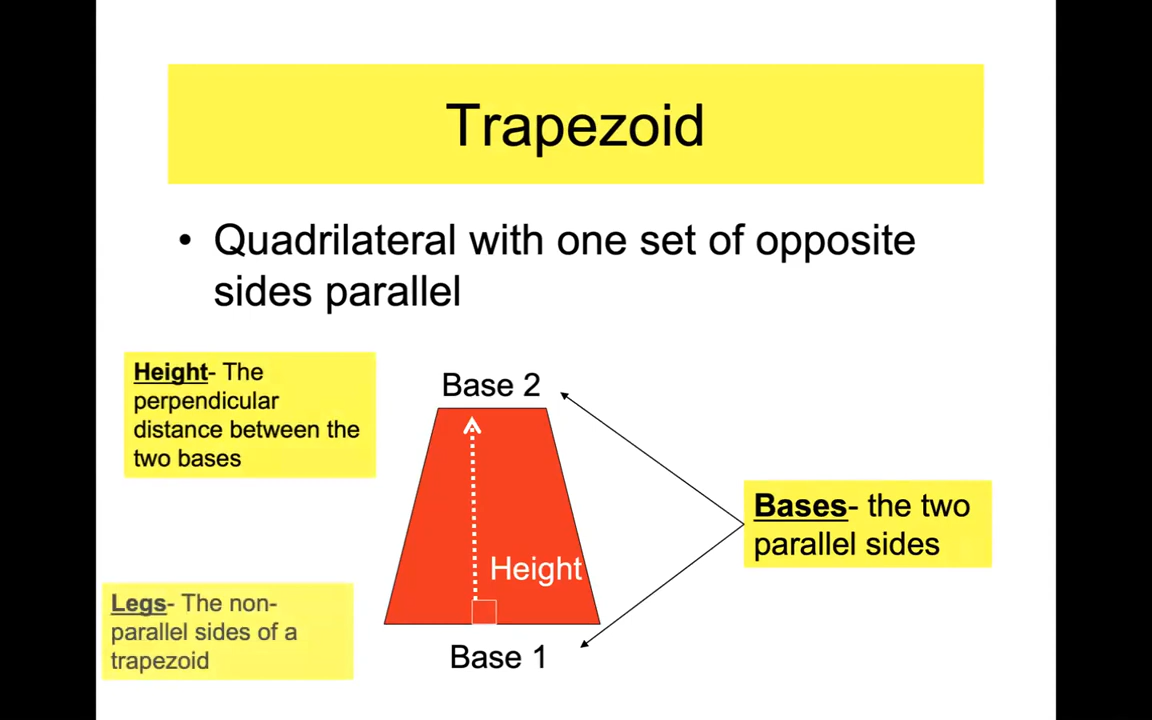 Trapezoid
• Quadrilateral with one set of opposite
sides parallel
Height- The
perpendicular
distance between the
two bases
Base 2
Bases- the two
parallel sides
Height
Legs- The non-
parallel sides of a
trapezoid
Base 1